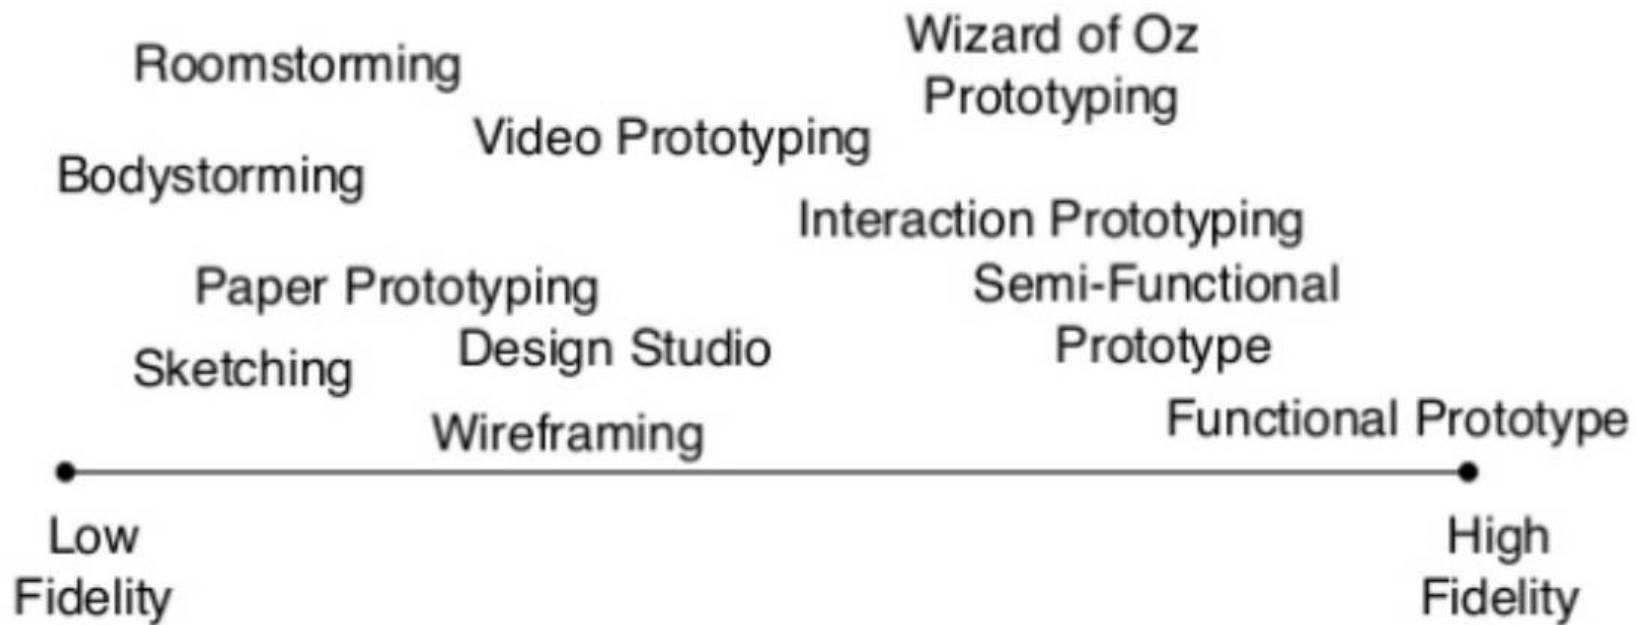 Roomstorming
Wizard of Oz
Prototyping
Video Prototyping
Bodystorming
Interaction Prototyping
Paper Prototyping
Semi-Functional
Prototype
Sketching
Design Studio
Wireframing
Functional Prototype
Low
Fidelity
High
Fidelity